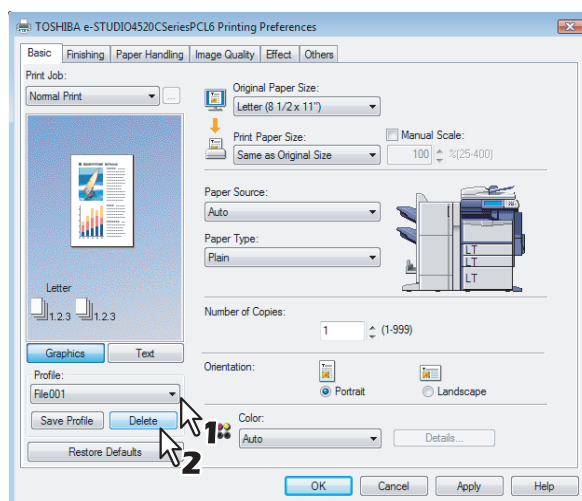 TOSHIBA e-STUDIO4520CSeriesPCL6 Printing Preferences
Basic Finishing Paper Handling Image Quality Effect Others
Print Job:
Normal Print
...
Letter
1.2.3 1.2.3
Graphics Text
Profile:
File001
Save Profile Delete
Restore Defaults
1
2
Original Paper Size:
Letter (8 1/2 x 11")
Print Paper Size:
Same as Original Size
Manual Scale:
100 %(25-400)
Paper Source:
Auto
Paper Type:
Plain
LT
LT
LT
Number of Copies:
1 (1-999)
Orientation:
Portrait Landscape
Color:
Auto
Details...
OK Cancel Apply Help